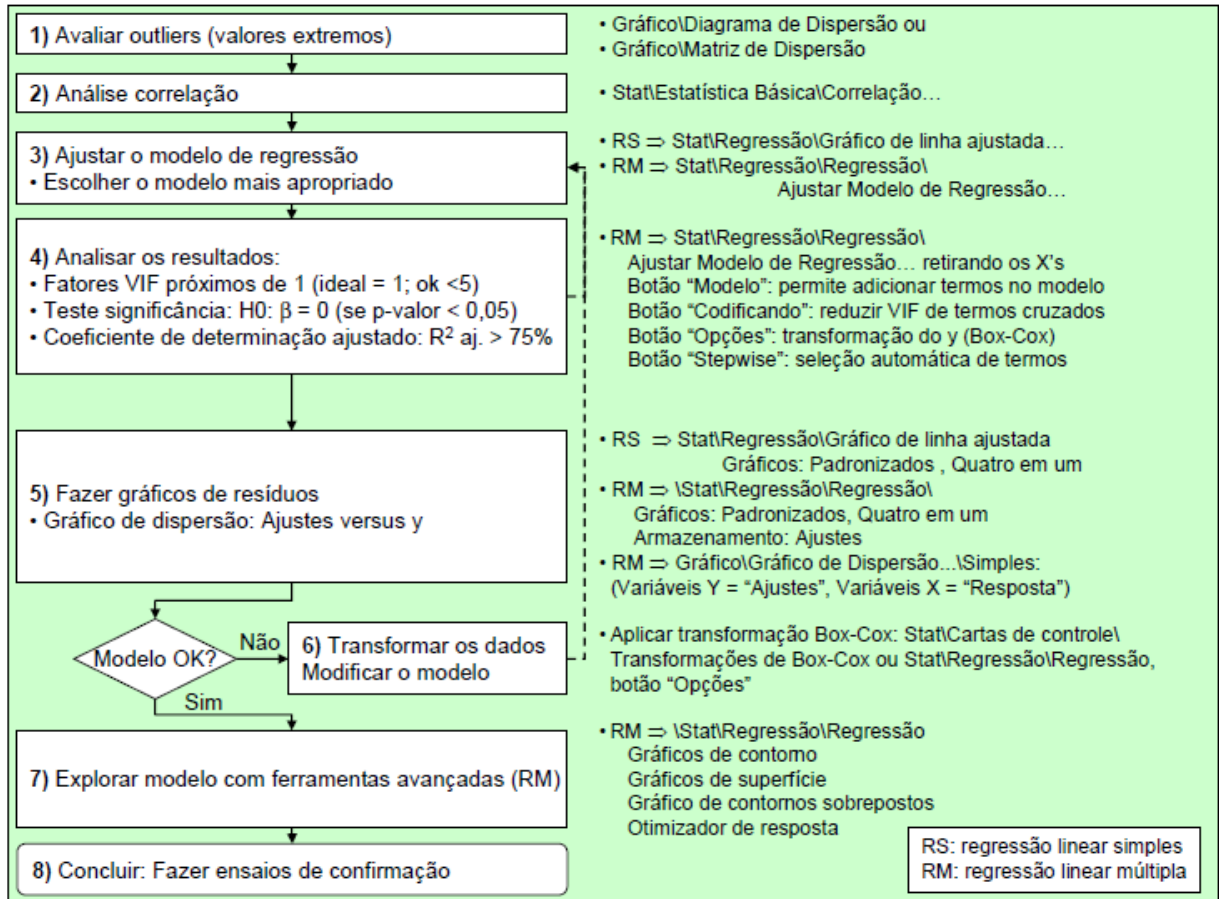 1) Avaliar outliers (valores extremos)
• Gráfico\Diagrama de Dispersão ou
• Gráfico\Matriz de Dispersão
2) Análise correlação
• Stat\Estatística Básica\Correlação…
3) Ajustar o modelo de regressão
• Escolher o modelo mais apropriado
• RS ⇒ Stat\Regressão\Gráfico de linha ajustada…
• RM ⇒ Stat\Regressão\Regressão\
Ajustar Modelo de Regressão…
4) Analisar os resultados:
• Fatores VIF próximos de 1 (ideal = 1; ok <5)
• Teste significância: H0: β = 0 (se p-valor < 0,05)
• Coeficiente de determinação ajustado: R² aj. > 75%
• RM ⇒ Stat\Regressão\Regressão\
Ajustar Modelo de Regressão… retirando os X's
Botão “Modelo”: permite adicionar termos no modelo
Botão “Codificando”: reduzir VIF de termos cruzados
Botão “Opções”: transformação do y (Box-Cox)
Botão “Stepwise”: seleção automática de termos
5) Fazer gráficos de resíduos
• Gráfico de dispersão: Ajustes versus y
• RS ⇒ Stat\Regressão\Gráfico de linha ajustada
Gráficos: Padronizados , Quatro em um
• RM ⇒ \Stat\Regressão\Regressão\
Gráficos: Padronizados, Quatro em um
Armazenamento: Ajustes
• RM ⇒ Gráfico\Gráfico de Dispersão...\Simples:
(Variáveis Y = “Ajustes”, Variáveis X = “Resposta”)
Modelo OK?
Não
Sim
6) Transformar os dados
Modificar o modelo
• Aplicar transformação Box-Cox: Stat\Cartas de controle\
Transformações de Box-Cox ou Stat\Regressão\Regressão,
botão “Opções”
7) Explorar modelo com ferramentas avançadas (RM)
• RM ⇒ \Stat\Regressão\Regressão
Gráficos de contorno
Gráficos de superfície
Gráfico de contornos sobrepostos
Otimizador de resposta
8) Concluir: Fazer ensaios de confirmação
RS: regressão linear simples
RM: regressão linear múltipla